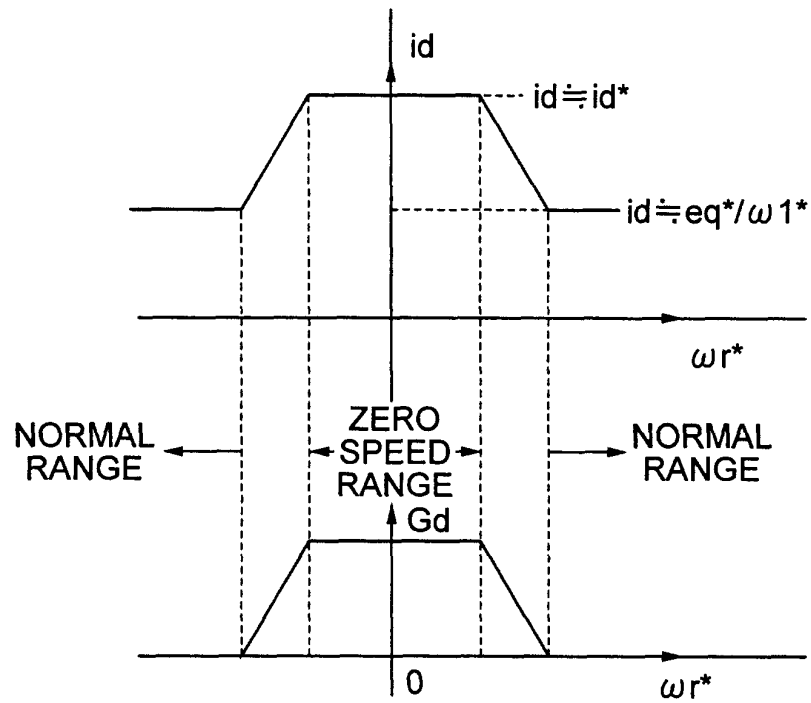 id
id≒id*
id≒eq*/ω1*
ωr*
NORMAL
RANGE
ZERO
SPEED
RANGE
NORMAL
RANGE
Gd
0
ωr*